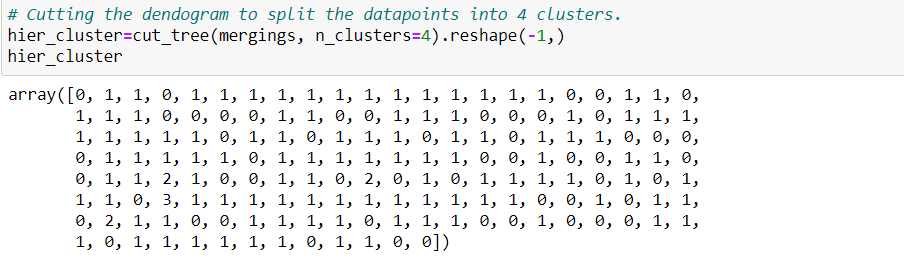 # Cutting the dendogram to split the datapoints into 4 clusters.
hier_cluster=cut_tree(mergings, n_clusters=4).reshape(-1,)
hier_cluster
array([0, 1, 1, 0, 1, 1, 1, 1, 1, 1, 1, 1, 1, 1, 1, 1, 1, 0, 0, 1, 1, 0,
1, 1, 1, 0, 0, 0, 0, 1, 1, 0, 0, 1, 1, 1, 0, 0, 0, 1, 0, 1, 1, 1,
1, 1, 1, 1, 1, 0, 1, 1, 0, 1, 1, 1, 0, 1, 1, 0, 1, 1, 1, 0, 0, 0,
0, 1, 1, 1, 1, 1, 0, 1, 1, 1, 1, 1, 1, 1, 0, 0, 1, 0, 0, 1, 1, 0,
0, 1, 1, 2, 1, 0, 0, 1, 1, 0, 2, 0, 1, 0, 1, 1, 1, 1, 0, 1, 0, 1,
1, 1, 0, 3, 1, 1, 1, 1, 1, 1, 1, 1, 1, 1, 1, 1, 0, 0, 1, 0, 1, 1,
0, 2, 1, 1, 0, 0, 1, 1, 1, 1, 0, 1, 1, 1, 0, 0, 1, 0, 0, 0, 1, 1,
1, 0, 1, 1, 1, 1, 1, 1, 0, 1, 1, 0, 0])